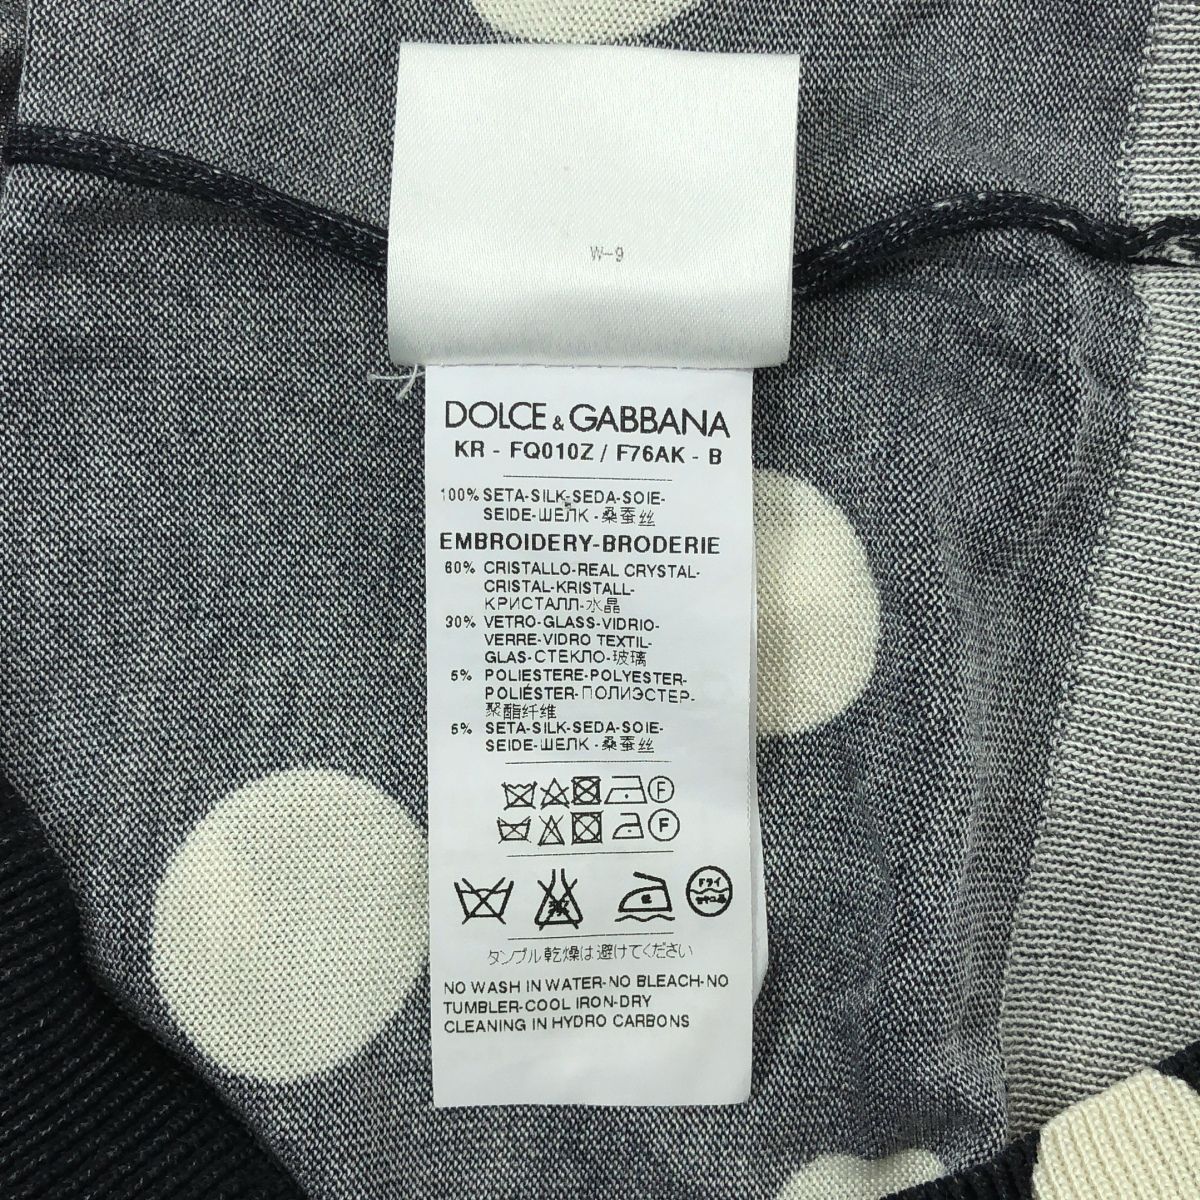 W-9
DOLCE & GABBANA
KR - FQ010Z / F76AK - B
100% SETA-SILK-SEDA-SOIE-
SEIDE-ШЕЛК-桑蚕丝
EMBROIDERY-BRODERIE
60% CRISTALLO-REAL CRYSTAL-
CRISTAL-KRISTALL-
КРИСТАЛЛ-水晶
30% VETRO-GLASS-VIDRIO-
VERRE-VIDRO TEXTIL-
GLAS-СТЕКЛО-玻璃
5% POLIESTERE-POLYESTER-
POLIÉSTER-ПОЛИЭСТЕР-
聚酯纤维
5% SETA-SILK-SEDA-SOIE-
SEIDE-ШЕЛК-桑蚕丝
F
F
ドライ
タンブル乾燥は避けてください
NO WASH IN WATER-NO BLEACH-NO
TUMBLER-COOL IRON-DRY
CLEANING IN HYDRO CARBONS